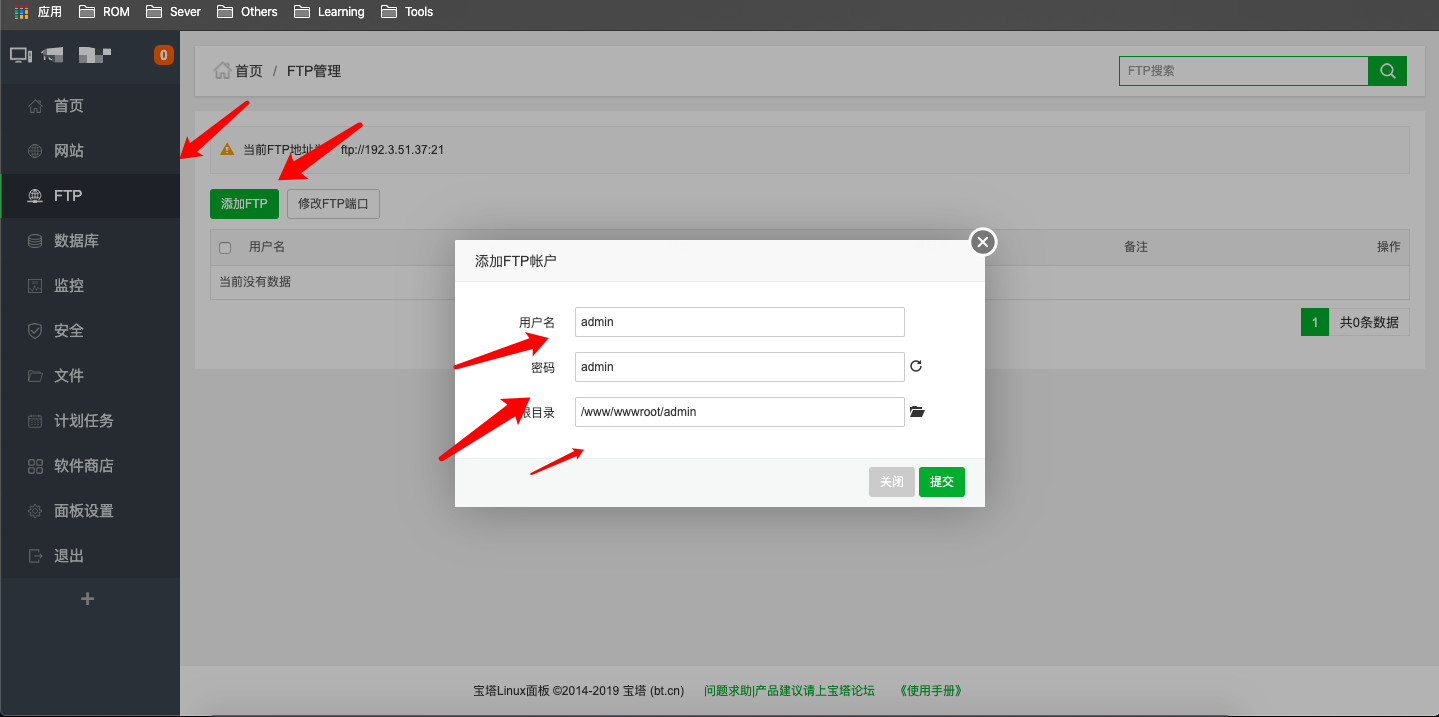 应用 ROM Sever Others Learning Tools
0
首页 / FTP管理
FTP搜索
首页
网站
FTP
数据库
监控
安全
文件
计划任务
软件商店
面板设置
退出
+
当前FTP地址 ftp://192.3.51.37:21
添加FTP 修改FTP端口
用户名 备注 操作
当前没有数据
1 共0条数据
添加FTP帐户
用户名 admin
密码 admin
根目录 /www/wwwroot/admin
关闭 提交
宝塔Linux面板 ©2014-2019 宝塔 (bt.cn) 问题求助|产品建议请上宝塔论坛 《使用手册》